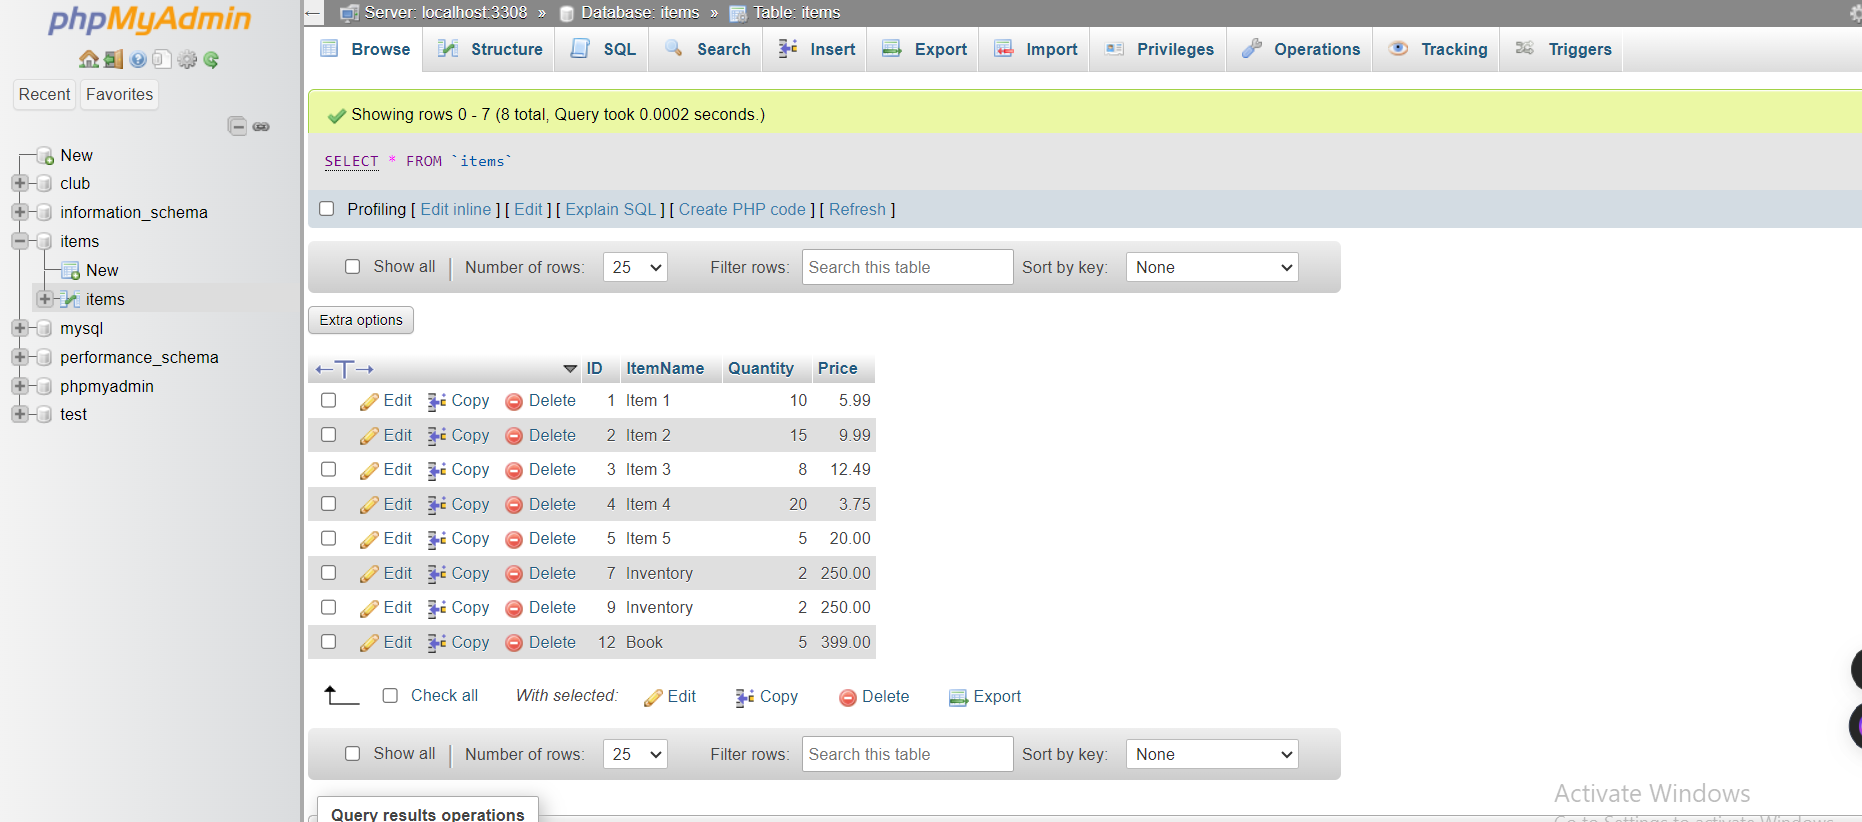 phpMyAdmin
Recent Favorites
New
club
information_schema
items
New
items
mysql
performance_schema
phpmyadmin
test
Server: localhost:3308 » Database: items » Table: items
Browse Structure SQL Search Insert Export Import Privileges Operations Tracking Triggers
Showing rows 0 - 7 (8 total, Query took 0.0002 seconds.)
SELECT * FROM `items`
Profiling [ Edit inline ] [ Edit ] [ Explain SQL ] [ Create PHP code ] [ Refresh ]
Show all Number of rows: 25 Filter rows: Search this table Sort by key: None
Extra options
←T→ ID ItemName Quantity Price
Edit Copy Delete 1 Item 1 10 5.99
Edit Copy Delete 2 Item 2 15 9.99
Edit Copy Delete 3 Item 3 8 12.49
Edit Copy Delete 4 Item 4 20 3.75
Edit Copy Delete 5 Item 5 5 20.00
Edit Copy Delete 7 Inventory 2 250.00
Edit Copy Delete 9 Inventory 2 250.00
Edit Copy Delete 12 Book 5 399.00
Check all With selected: Edit Copy Delete Export
Show all Number of rows: 25 Filter rows: Search this table Sort by key: None
Query results operations
Activate Windows
Go to Settings to activate Windows.